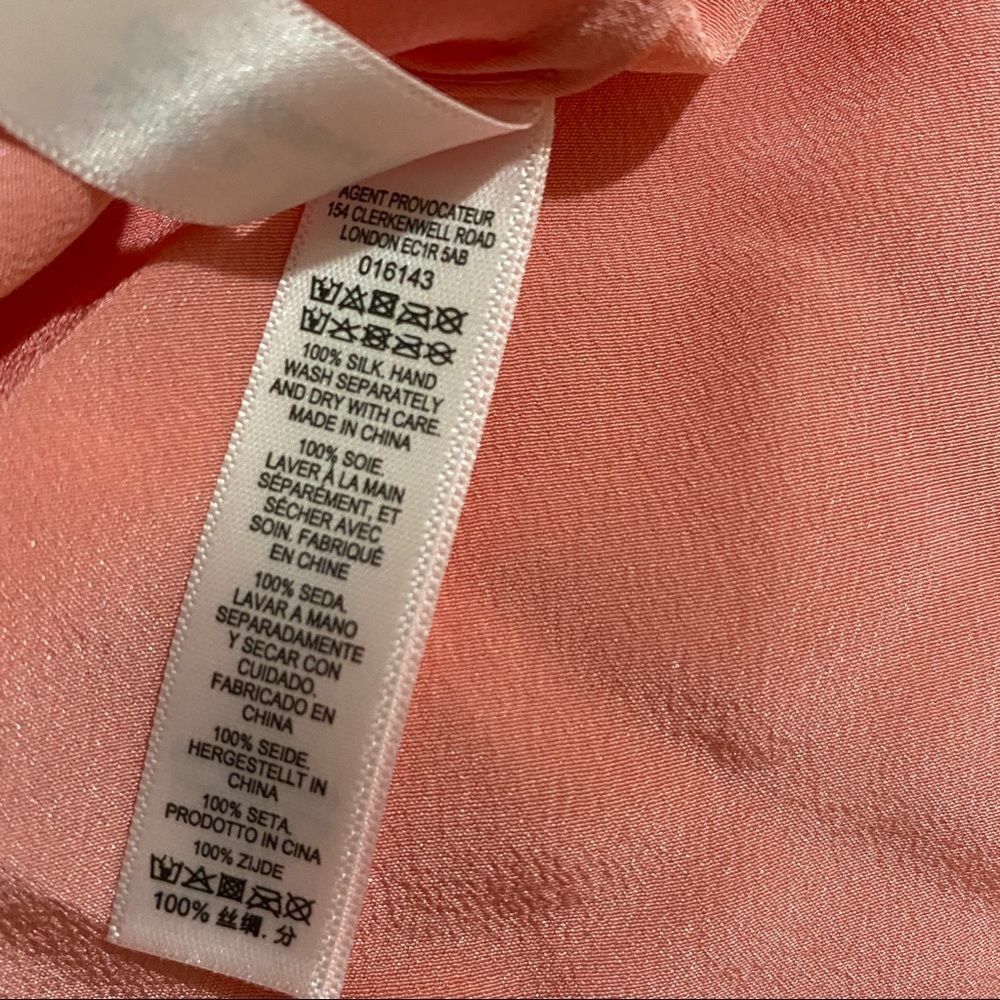 AGENT PROVOCATEUR
154 CLERKENWELL ROAD
LONDON EC1R 5AB
016143
100% SILK. HAND
WASH SEPARATELY
AND DRY WITH CARE.
MADE IN CHINA
100% SOIE.
LAVER À LA MAIN
SÉPARÉMENT, ET
SÉCHER AVEC
SOIN. FABRIQUÉ
EN CHINE
100% SEDA.
LAVAR A MANO
SEPARADAMENTE
Y SECAR CON
CUIDADO.
FABRICADO EN
CHINA
100% SEIDE.
HERGESTELLT IN
CHINA
100% SETA.
PRODOTTO IN CINA
100% ZIJDE
100% 丝绸. 分